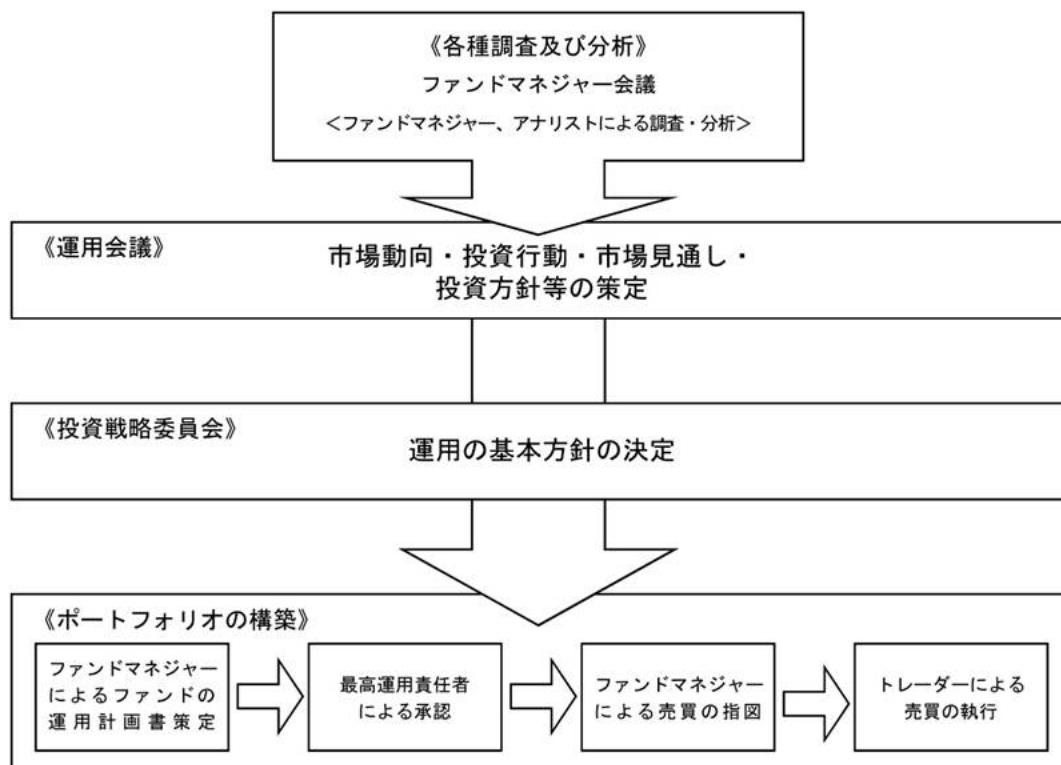 《各種調査及び分析》
ファンドマネジャー会議
＜ファンドマネジャー、アナリストによる調査・分析＞
《運用会議》
市場動向・投資行動・市場見通し・
投資方針等の策定
《投資戦略委員会》
運用の基本方針の決定
《ポートフォリオの構築》
ファンドマネジャー
によるファンドの
運用計画書策定
最高運用責任者
による承認
ファンドマネジャー
による売買の指図
トレーダーによる
売買の執行